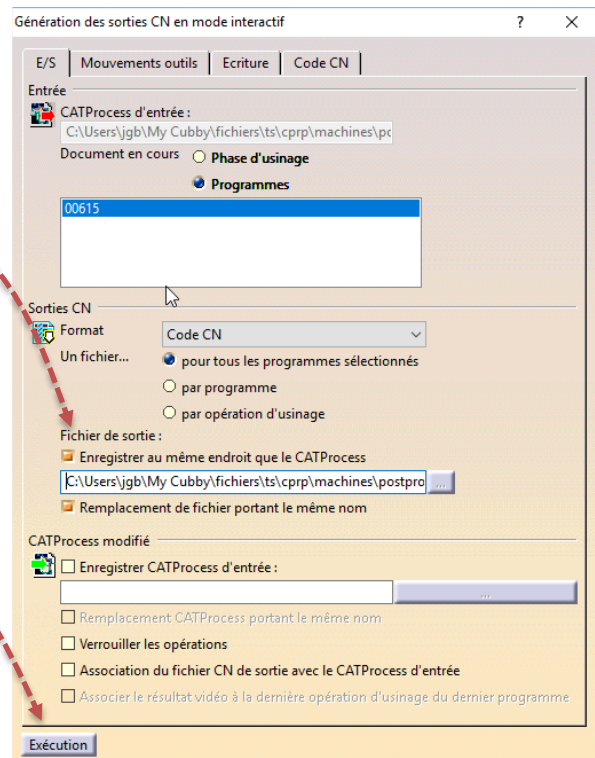 Génération des sorties CN en mode interactif ? ×
E/S Mouvements outils Ecriture Code CN
Entrée
CATProcess d'entrée :
C:\Users\jgb\My Cubby\fichiers\ts\cprp\machines\pc
Document en cours Phase d'usinage
Programmes
00615
Sorties CN
Format Code CN
Un fichier... pour tous les programmes sélectionnés
par programme
par opération d'usinage
Fichier de sortie :
Enregistrer au même endroit que le CATProcess
C:\Users\jgb\My Cubby\fichiers\ts\cprp\machines\postpro ...
Remplacement de fichier portant le même nom
CATProcess modifié
Enregistrer CATProcess d'entrée :
...
Remplacement CATProcess portant le même nom
Verrouiller les opérations
Association du fichier CN de sortie avec le CATProcess d'entrée
Associer le résultat vidéo à la dernière opération d'usinage du dernier programme
Exécution